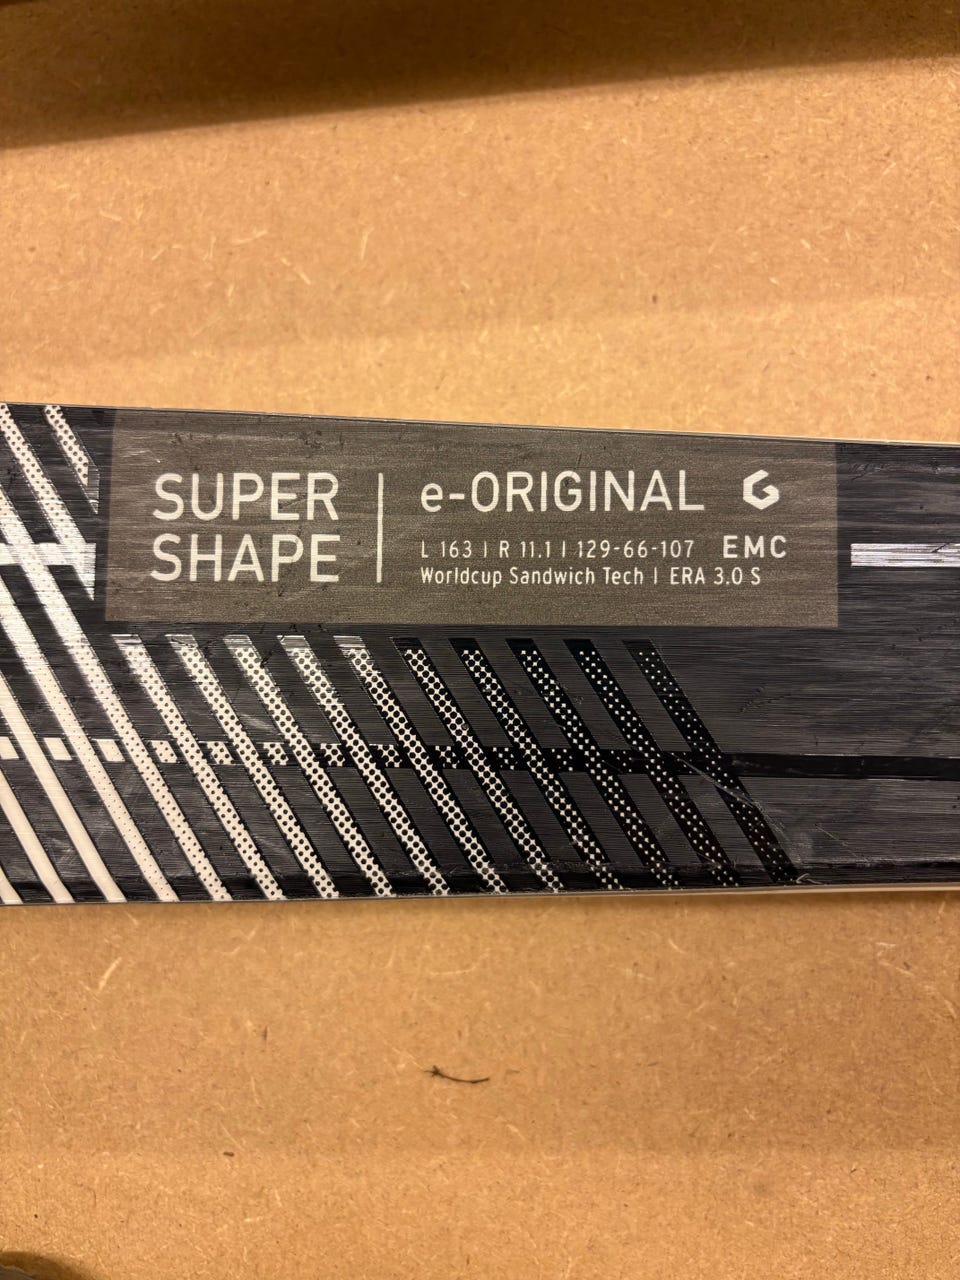 SUPER
SHAPE
e-ORIGINAL
L 163 | R 11.1 | 129-66-107 EMC
Worldcup Sandwich Tech | ERA 3.0 S